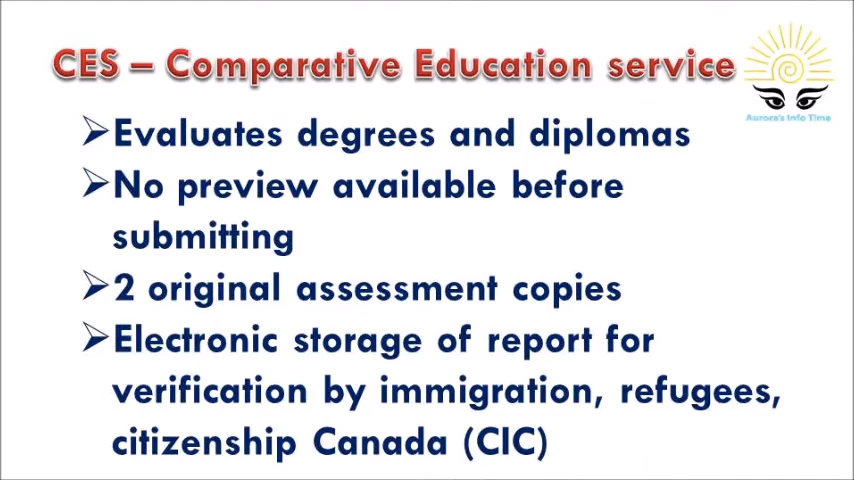 CES – Comparative Education service
Aurora's Info Time
➢Evaluates degrees and diplomas
➢No preview available before
submitting
➢2 original assessment copies
➢Electronic storage of report for
verification by immigration, refugees,
citizenship Canada (CIC)